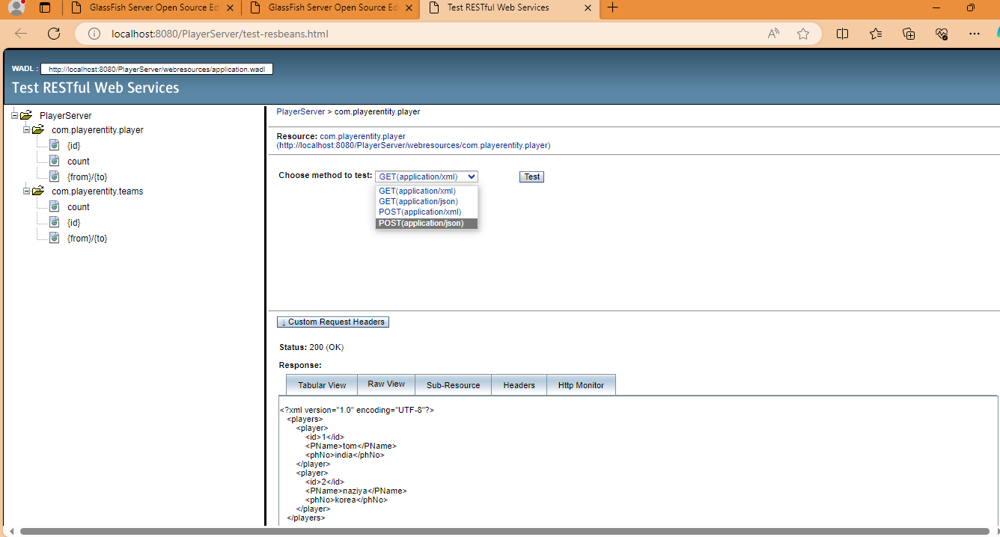 GlassFish Server Open Source Ed
GlassFish Server Open Source Ed
Test RESTful Web Services
localhost:8080/PlayerServer/test-resbeans.html
WADL : http://localhost:8080/PlayerServer/webresources/application.wadl
Test RESTful Web Services
PlayerServer
com.playerentity.player
{id}
count
{from}/{to}
com.playerentity.teams
count
{id}
{from}/{to}
PlayerServer > com.playerentity.player
Resource: com.playerentity.player
(http://localhost:8080/PlayerServer/webresources/com.playerentity.player)
Choose method to test: GET(application/xml) Test
GET(application/xml)
GET(application/json)
POST(application/xml)
POST(application/json)
↓ Custom Request Headers
Status: 200 (OK)
Response:
Tabular View Raw View Sub-Resource Headers Http Monitor
<?xml version="1.0" encoding="UTF-8"?>
<players>
<player>
<id>1</id>
<PName>tom</PName>
<phNo>india</phNo>
</player>
<player>
<id>2</id>
<PName>naziya</PName>
<phNo>korea</phNo>
</player>
</players>